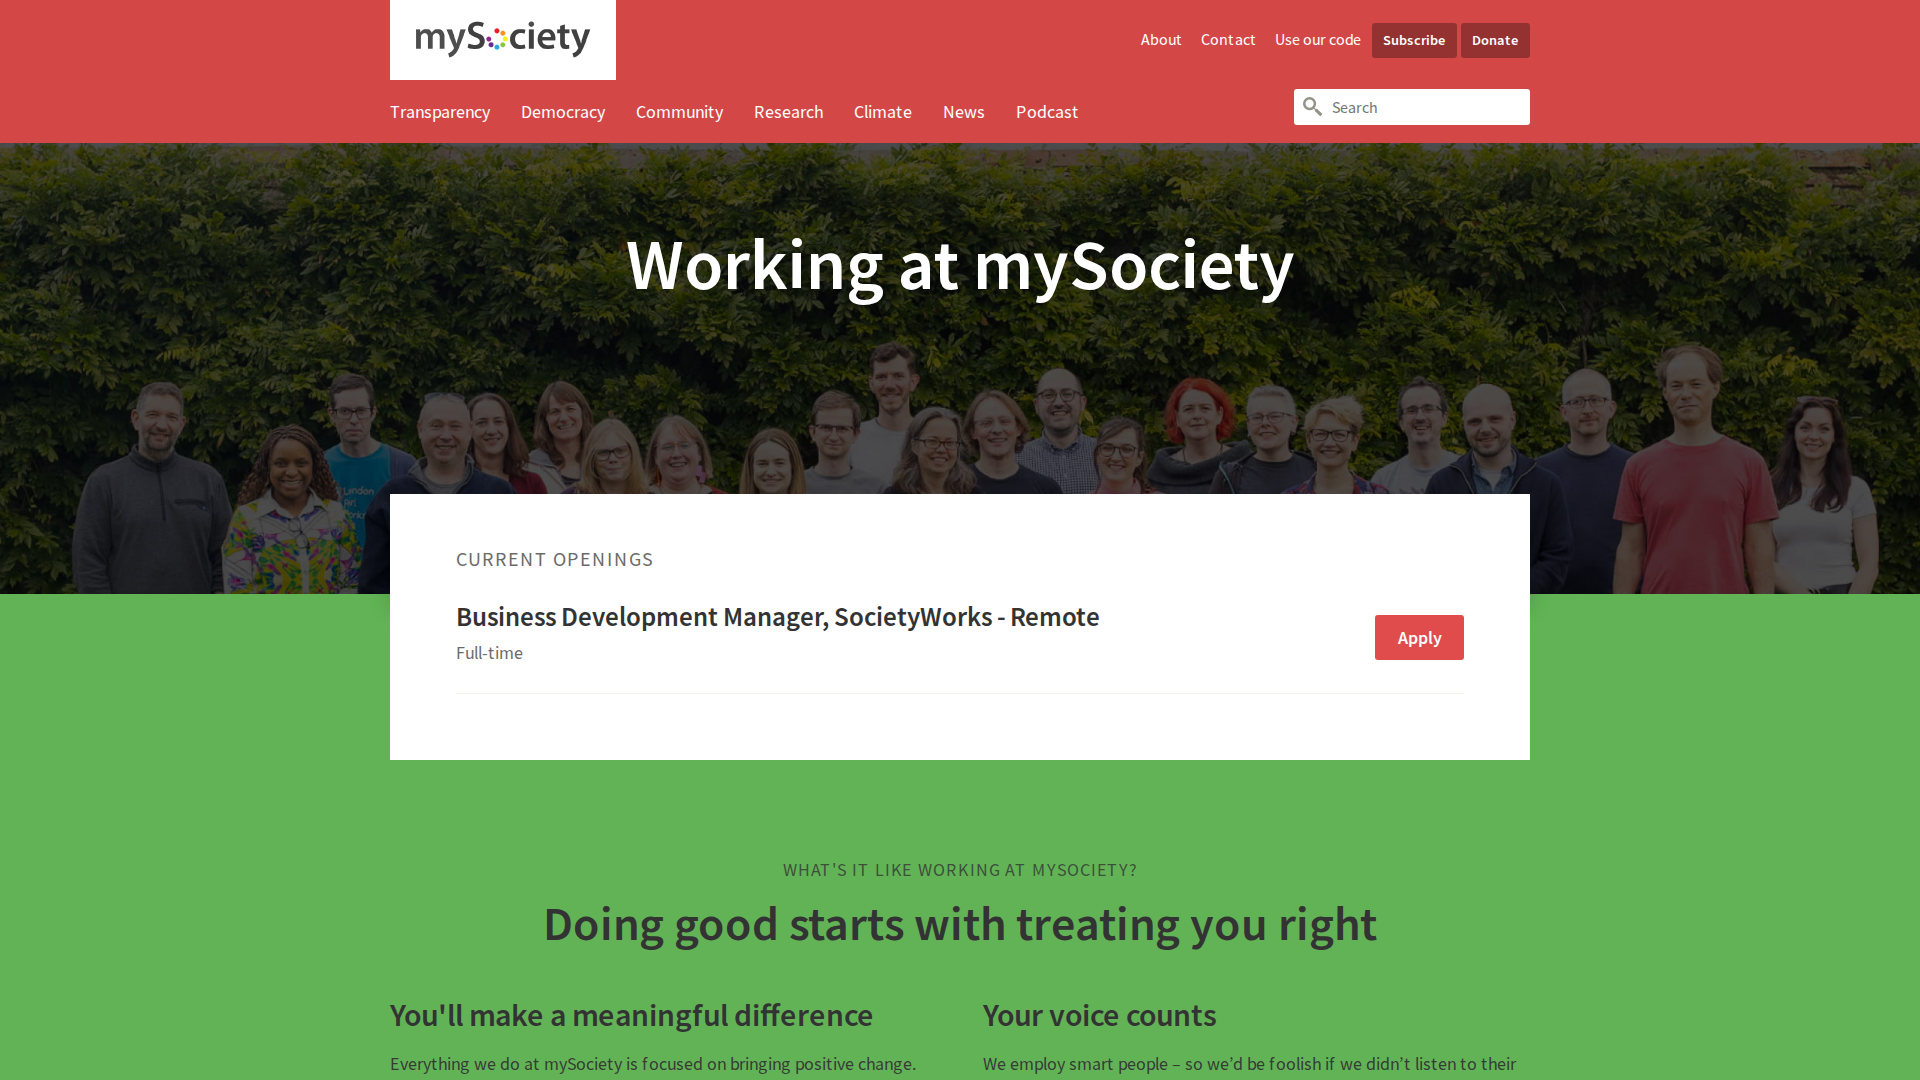 mySociety
About
Contact
Use our code
Subscribe
Donate
Transparency
Democracy
Community
Research
Climate
News
Podcast
Search
Working at mySociety
London
CURRENT OPENINGS
Business Development Manager, SocietyWorks - Remote
Full-time
Apply
WHAT'S IT LIKE WORKING AT MYSOCIETY?
Doing good starts with treating you right
You'll make a meaningful difference
Your voice counts
Everything we do at mySociety is focused on bringing positive change.
We employ smart people – so we’d be foolish if we didn’t listen to their